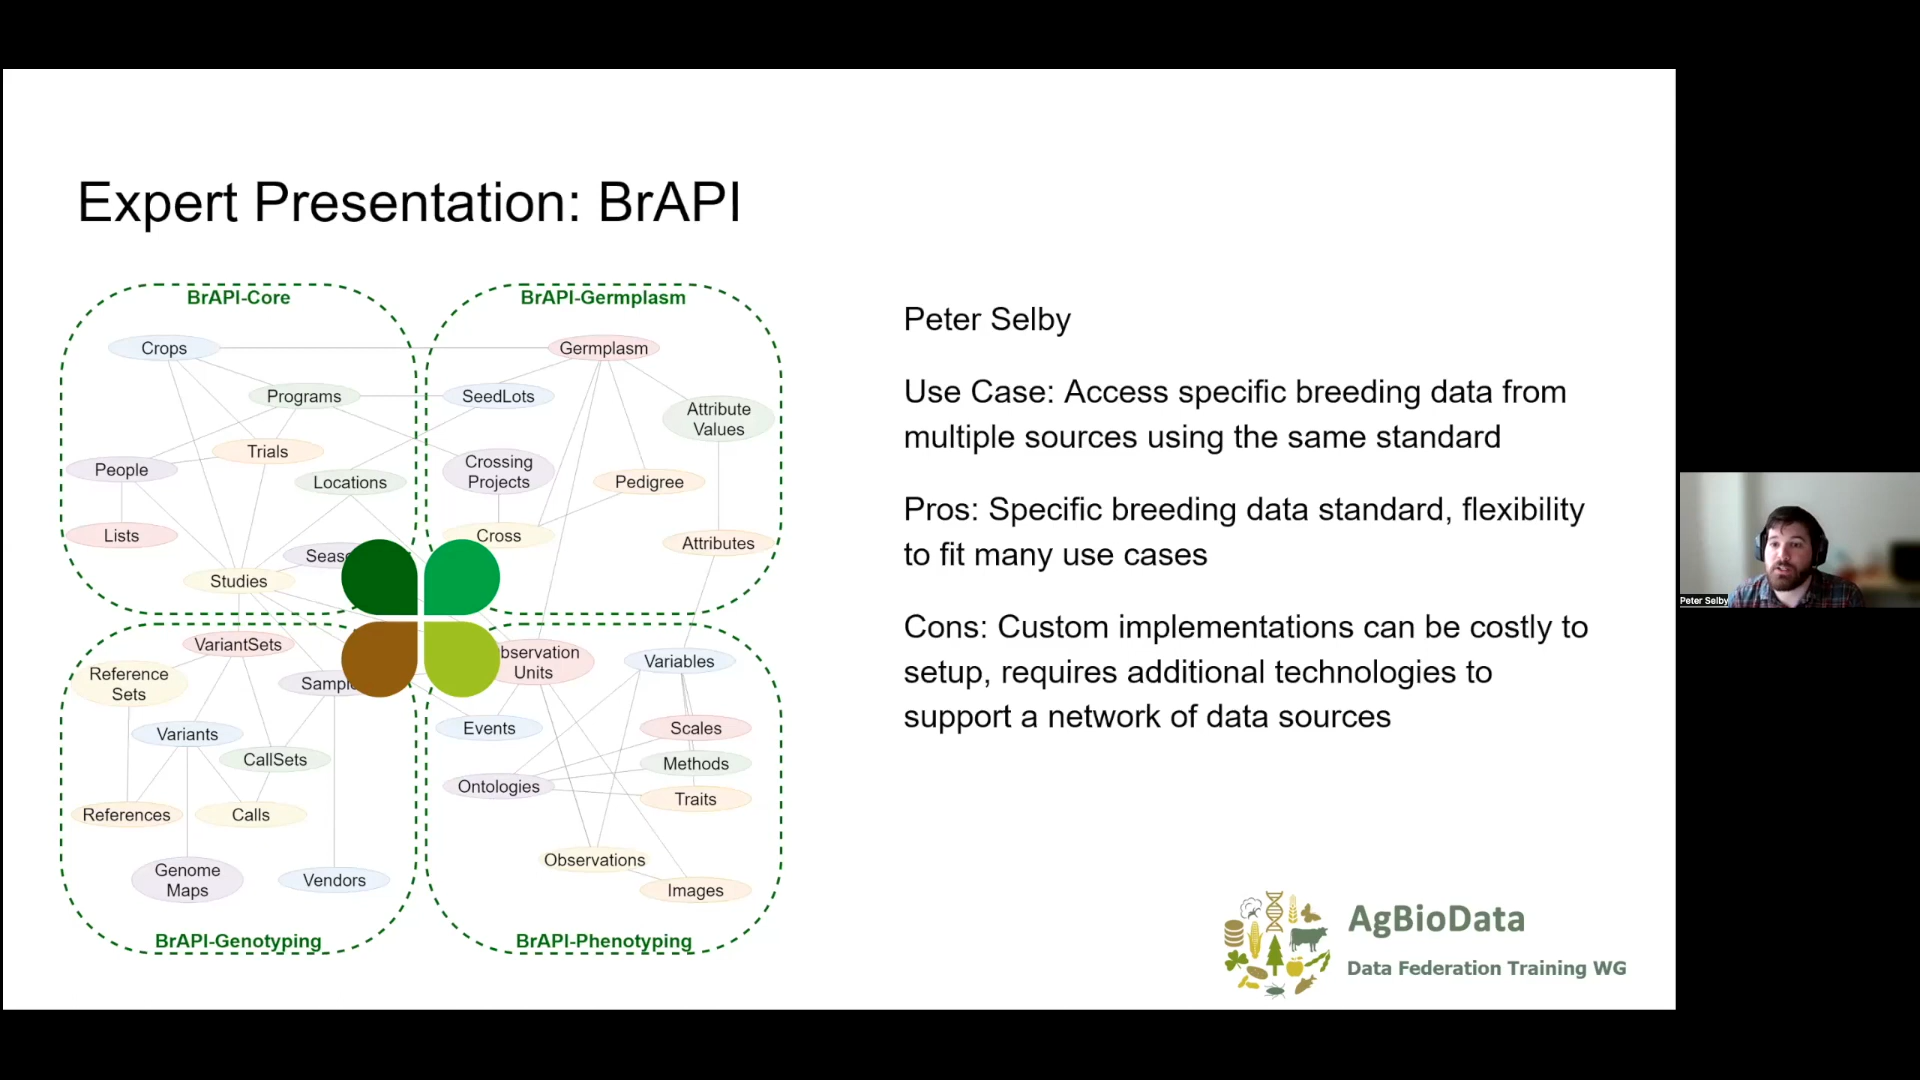 Expert Presentation: BrAPI
BrAPI-Core
Crops
Programs
Trials
People
Locations
Lists
Studies
BrAPI-Germplasm
Germplasm
SeedLots
Attribute
Values
Crossing
Projects
Pedigree
Cross
Attributes
VariantSets
Reference
Sets
Variants
CallSets
References
Calls
Genome
Maps
Vendors
BrAPI-Genotyping
Units
Variables
Events
Scales
Methods
Ontologies
Traits
Observations
Images
BrAPI-Phenotyping
Peter Selby
Use Case: Access specific breeding data from
multiple sources using the same standard
Pros: Specific breeding data standard, flexibility
to fit many use cases
Cons: Custom implementations can be costly to
setup, requires additional technologies to
support a network of data sources
AgBioData
Data Federation Training WG
Peter Selby